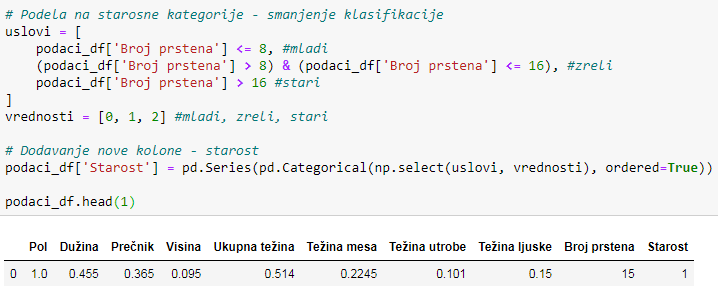 # Podela na starosne kategorije - smanjenje klasifikacije
uslovi = [
    podaci_df['Broj prstena'] <= 8, #mladi
    (podaci_df['Broj prstena'] > 8) & (podaci_df['Broj prstena'] <= 16), #zreli
    podaci_df['Broj prstena'] > 16 #stari
]
vrednosti = [0, 1, 2] #mladi, zreli, stari
# Dodavanje nove kolone - starost
podaci_df['Starost'] = pd.Series(pd.Categorical(np.select(uslovi, vrednosti), ordered=True))
podaci_df.head(1)
Pol Dužina Prečnik Visina Ukupna težina Težina mesa Težina utrobe Težina ljuske Broj prstena Starost
0 1.0 0.455 0.365 0.095 0.514 0.2245 0.101 0.15 15 1